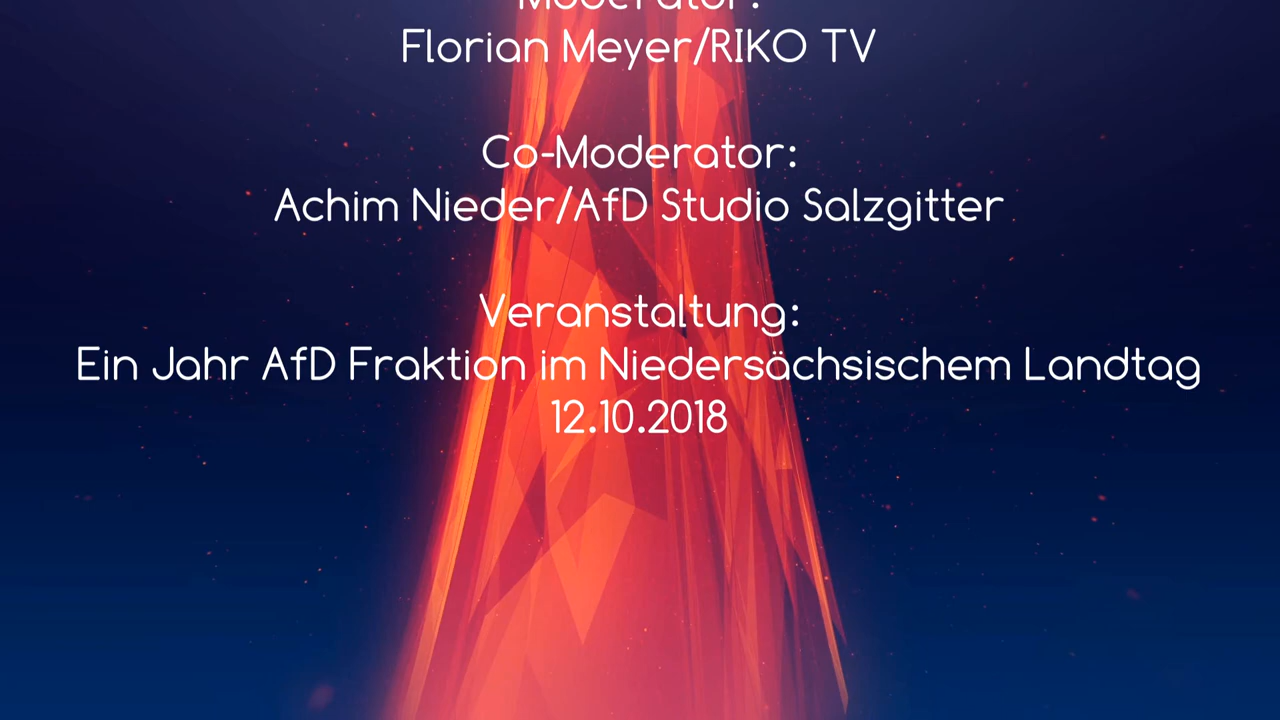 Moderator:
Florian Meyer/RIKO TV
Co-Moderator:
Achim Nieder/AfD Studio Salzgitter
Veranstaltung:
Ein Jahr AfD Fraktion im Niedersächsischem Landtag
12.10.2018